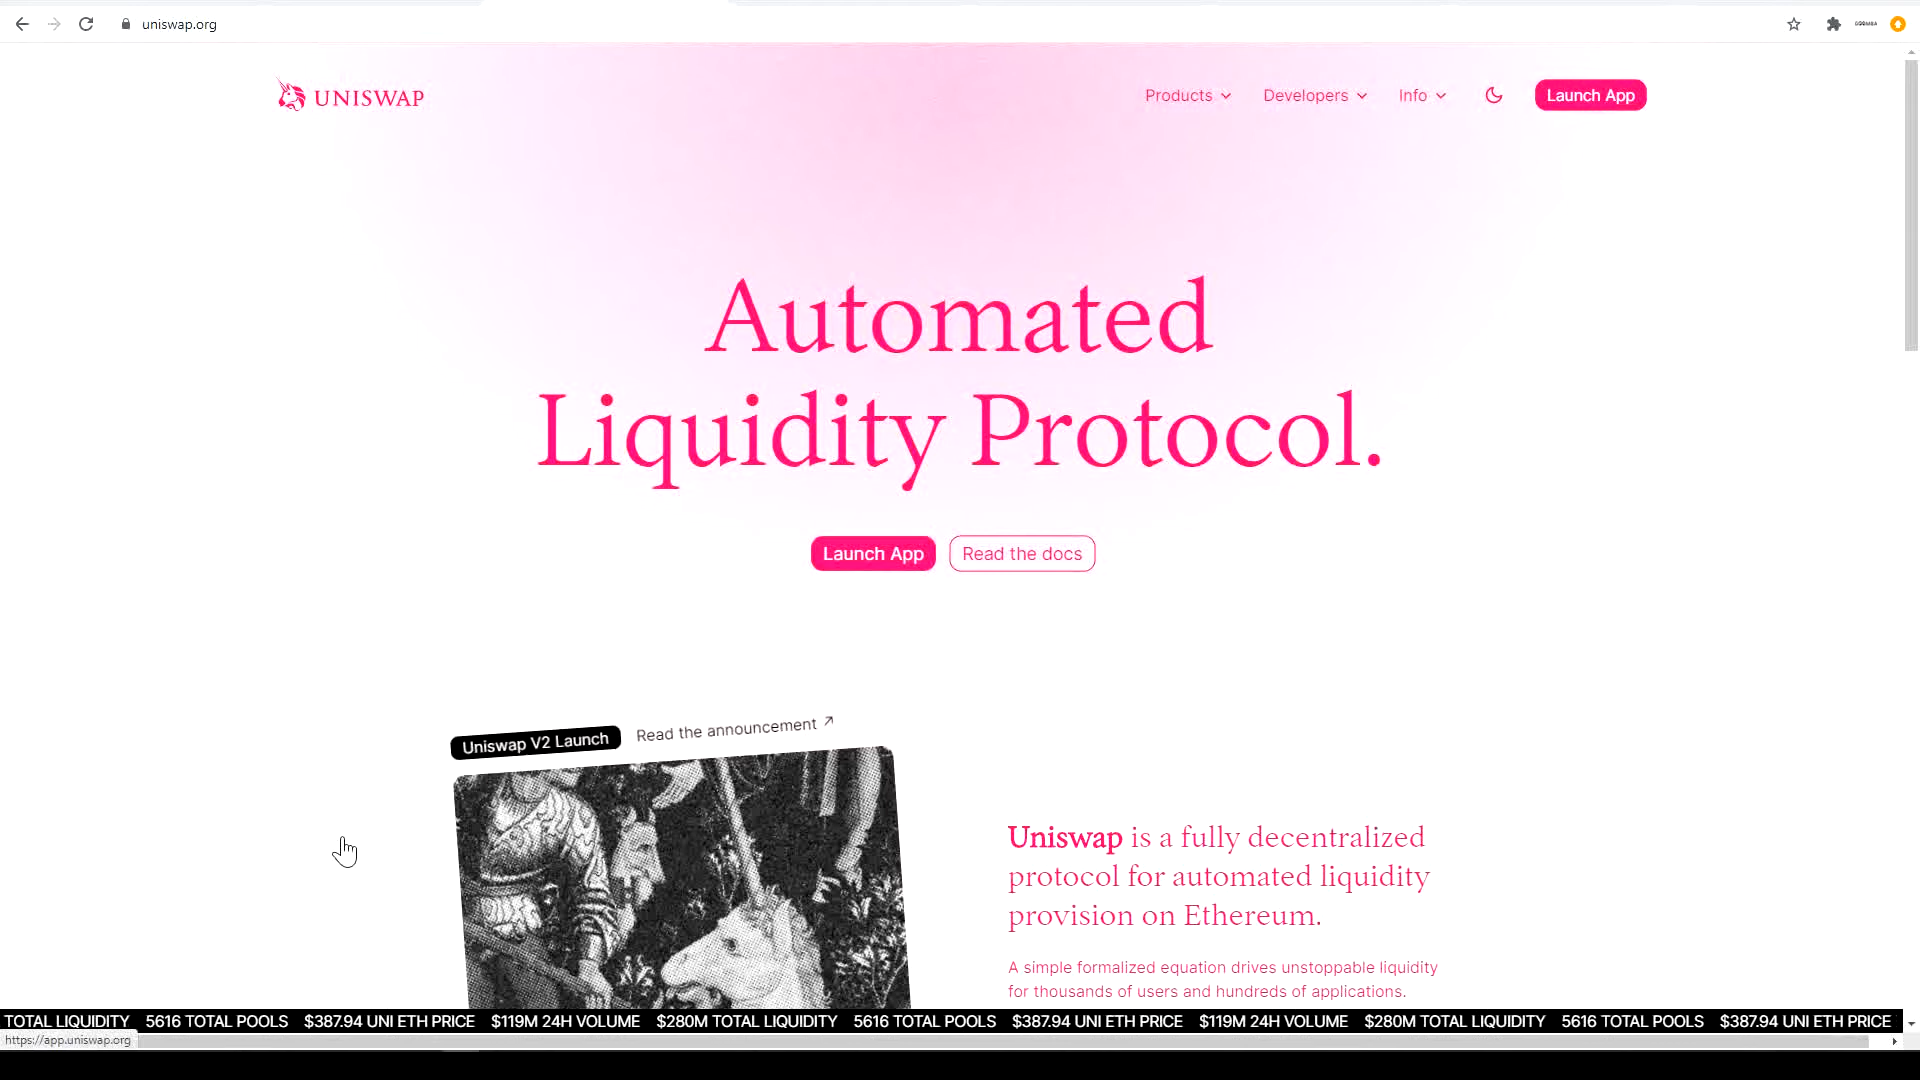 uniswap.org
UNISWAP
Products
Developers
Info
Launch App
Automated
Liquidity Protocol.
Launch App
Read the docs
Uniswap V2 Launch
Read the announcement ↗
Uniswap is a fully decentralized
protocol for automated liquidity
provision on Ethereum.
A simple formalized equation drives unstoppable liquidity
for thousands of users and hundreds of applications.
TOTAL LIQUIDITY 5616 TOTAL POOLS $387.94 UNI ETH PRICE $119M 24H VOLUME $280M TOTAL LIQUIDITY 5616 TOTAL POOLS $387.94 UNI ETH PRICE $119M 24H VOLUME $280M TOTAL LIQUIDITY 5616 TOTAL POOLS $387.94 UNI ETH PRICE
https://app.uniswap.org